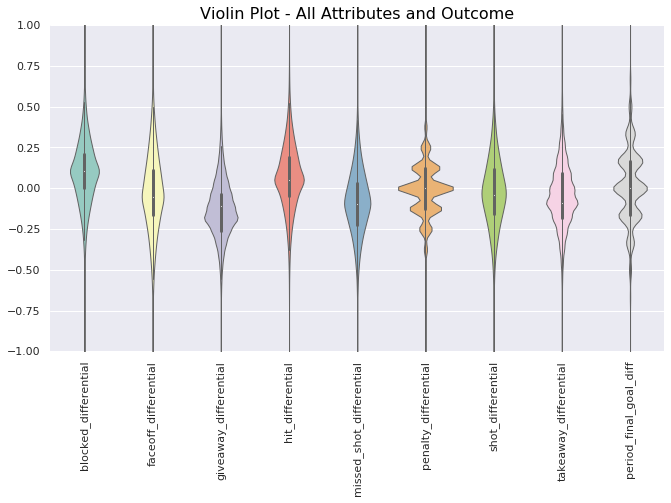 Violin Plot - All Attributes and Outcome
1.00
0.75
0.50
0.25
0.00
−0.25
−0.50
−0.75
−1.00
blocked_differential
faceoff_differential
giveaway_differential
hit_differential
missed_shot_differential
penalty_differential
shot_differential
takeaway_differential
period_final_goal_diff